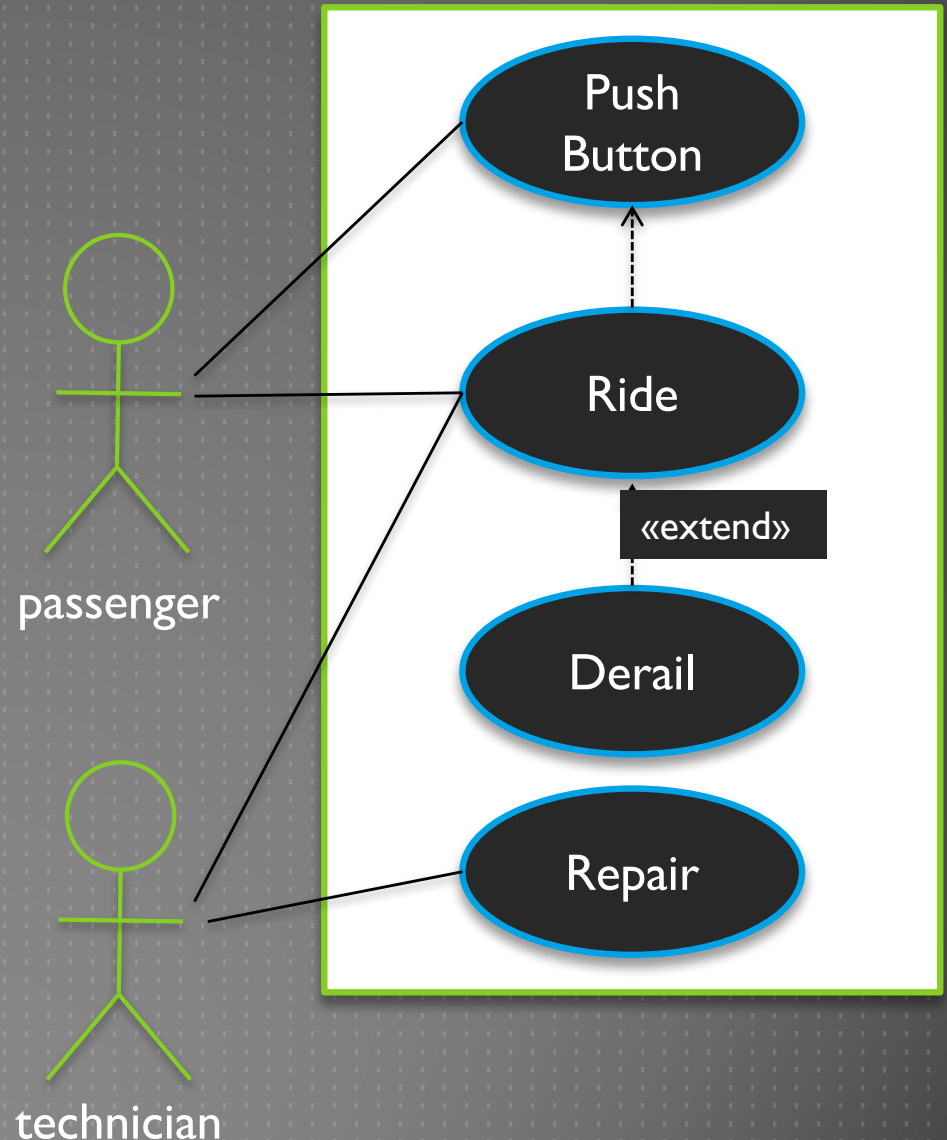 Push
Button
Ride
«extend»
passenger
Derail
Repair
technician